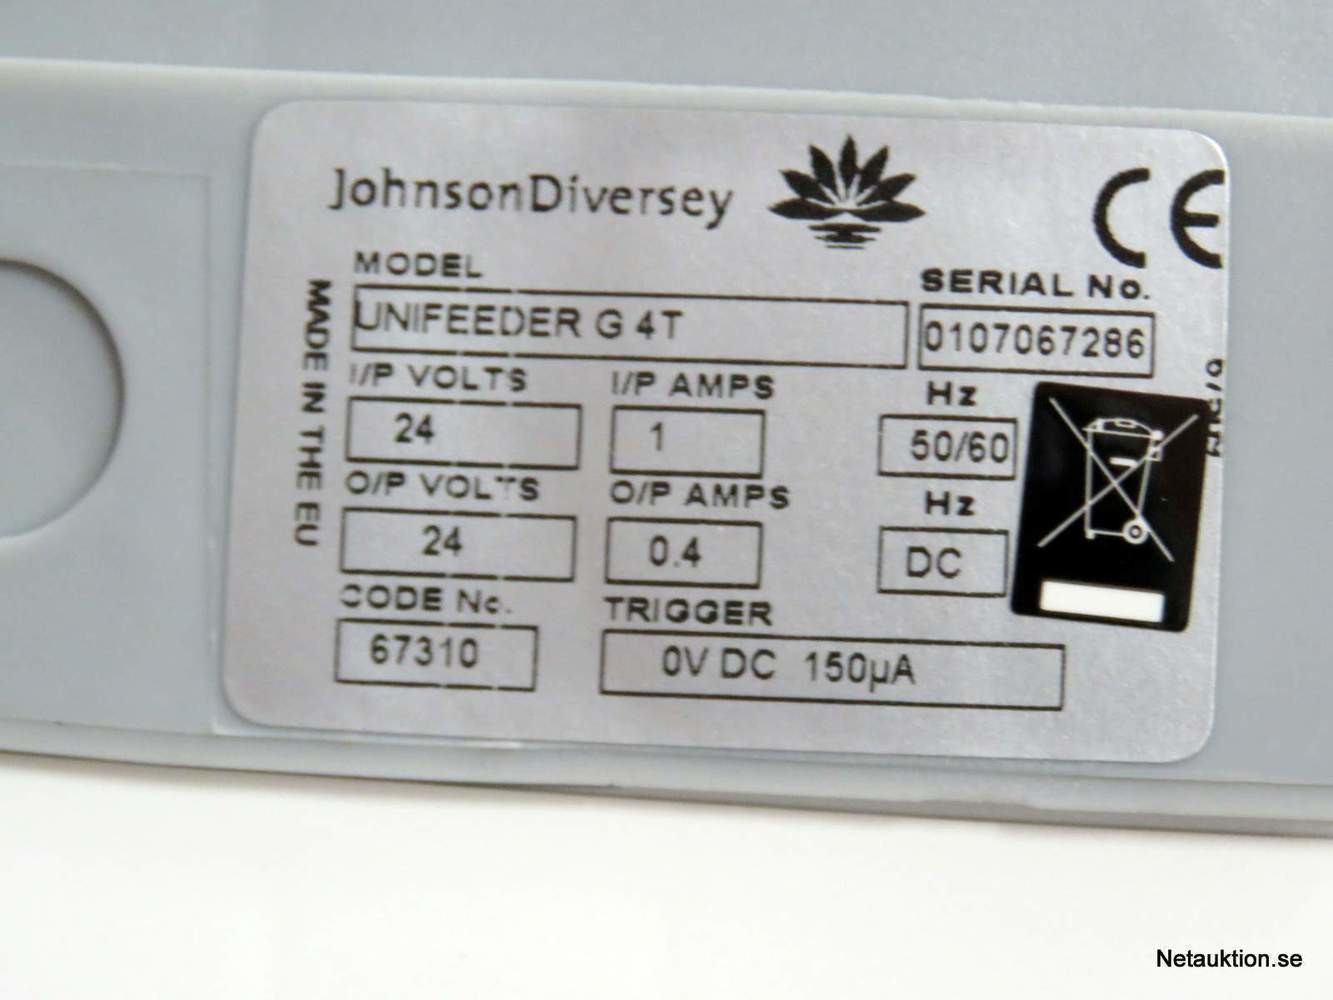 JohnsonDiversey
CE
MODEL
UNIFEEDER G 4T
SERIAL No.
0107067286
MADE IN THE EU
I/P VOLTS
24
I/P AMPS
1
Hz
50/60
O/P VOLTS
24
O/P AMPS
0.4
Hz
DC
CODE No.
67310
TRIGGER
0V DC 150µA
Netauktion.se